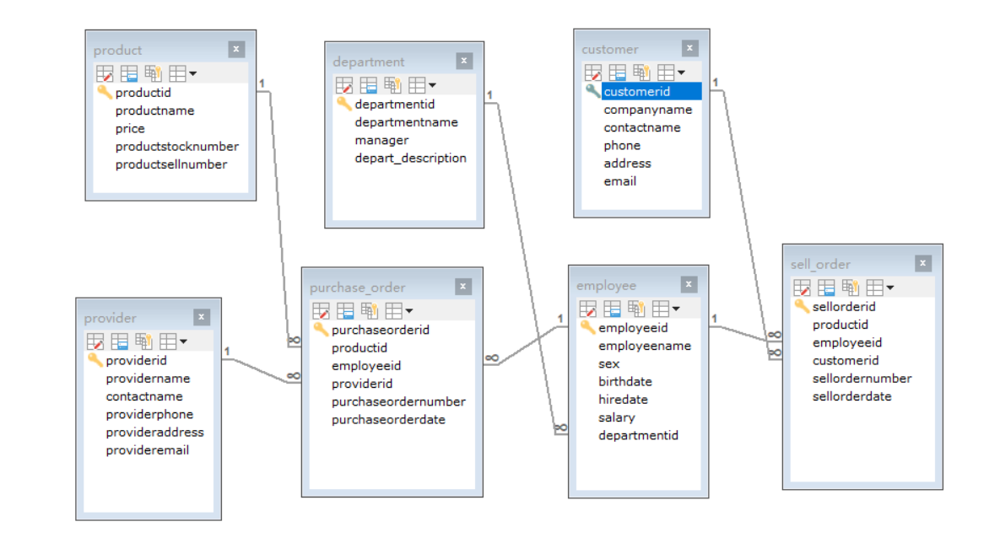 product
productid
productname
price
productstocknumber
productsellnumber
department
departmentid
departmentname
manager
depart_description
customer
customerid
companyname
contactname
phone
address
email
1
1
1
provider
providerid
providername
contactname
providerphone
provideraddress
provideremail
1
purchase_order
purchaseorderid
productid
employeeid
providerid
purchaseordernumber
purchaseorderdate
∞
∞
∞
1
employee
employeeid
employeename
sex
birthdate
hiredate
salary
departmentid
∞
1
sell_order
sellorderid
productid
employeeid
customerid
sellordernumber
sellorderdate
∞
∞